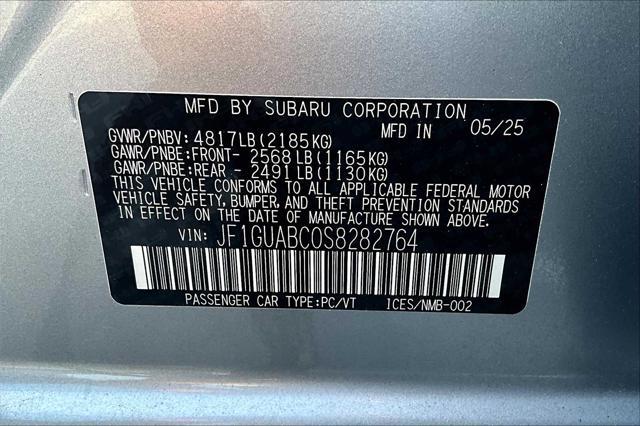 MFD BY SUBARU CORPORATION
MFD IN 05/25
GVWR/PNBV: 4817LB (2185KG)
GAWR/PNBE:FRONT- 2568 LB (1165KG)
GAWR/PNBE:REAR - 2491 LB (1130KG)
THIS VEHICLE CONFORMS TO ALL APPLICABLE FEDERAL MOTOR
VEHICLE SAFETY, BUMPER, AND THEFT PREVENTION STANDARDS
IN EFFECT ON THE DATE OF MANUFACTURE SHOWN ABOVE.
VIN: JF1GUABC0S8282764
PASSENGER CAR TYPE:PC/VT ICES/NMB-002